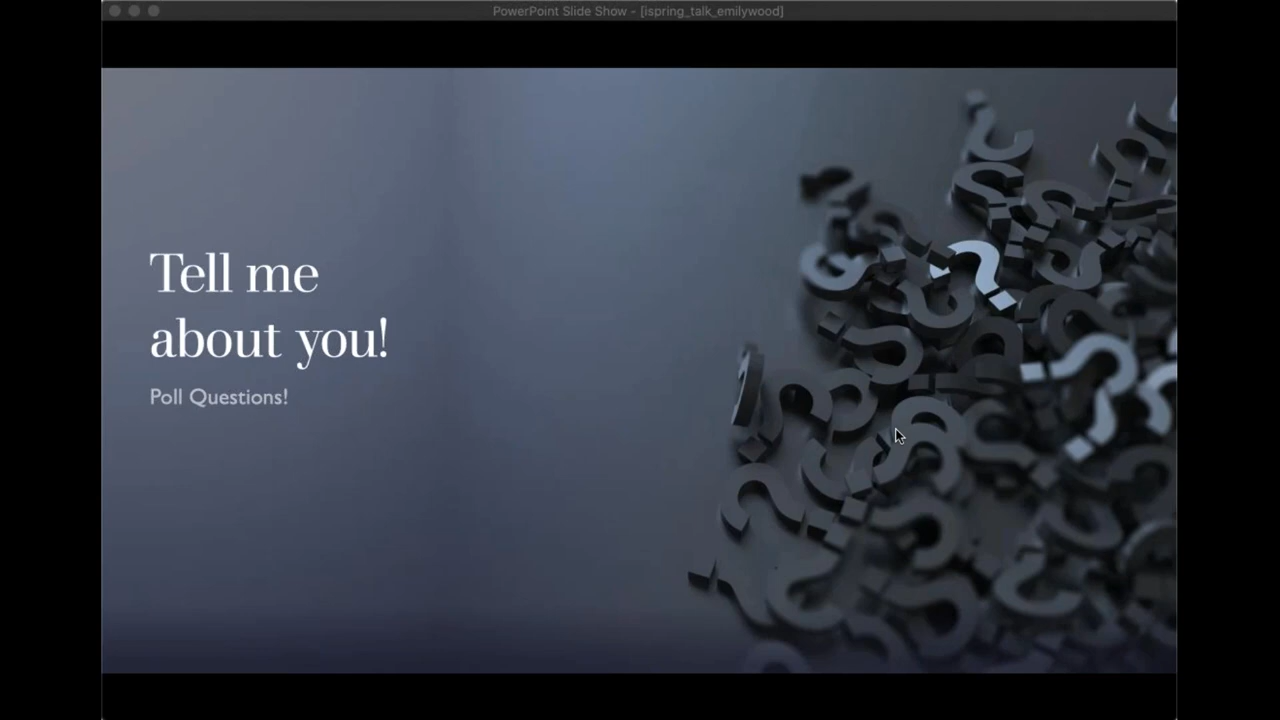 PowerPoint Slide Show - [ispring_talk_emilywood]
Tell me
about you!
Poll Questions!